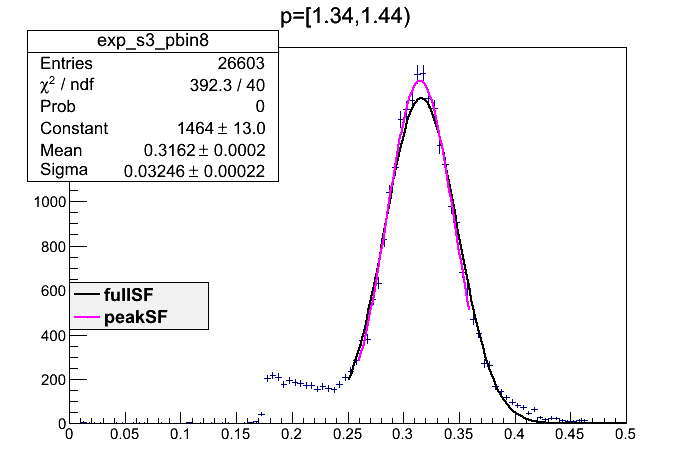 p=[1.34,1.44)
exp_s3_pbin8
Entries 26603
χ² / ndf 392.3 / 40
Prob 0
Constant 1464 ± 13.0
Mean 0.3162 ± 0.0002
Sigma 0.03246 ± 0.00022
1000
800
600
fullSF
peakSF
400
200
0
0 0.05 0.1 0.15 0.2 0.25 0.3 0.35 0.4 0.45 0.5